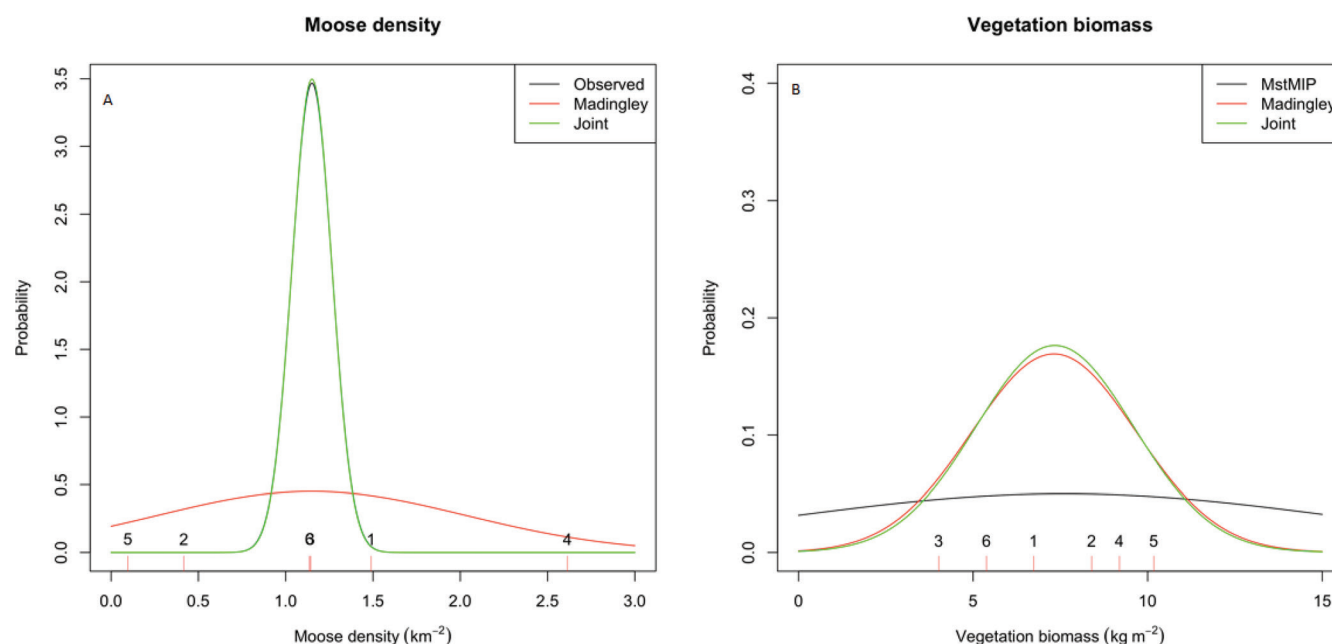 Moose density
A
Observed
Madingley
Joint
Probability
3.5
3.0
2.5
2.0
1.5
1.0
0.5
0.0
5 2 1 4
0.0 0.5 1.0 1.5 2.0 2.5 3.0
Moose density (km⁻²)
Vegetation biomass
B
MstMIP
Madingley
Joint
Probability
0.4
0.3
0.2
0.1
0.0
3 6 1 2 4 5
0 5 10 15
Vegetation biomass (kg m⁻²)